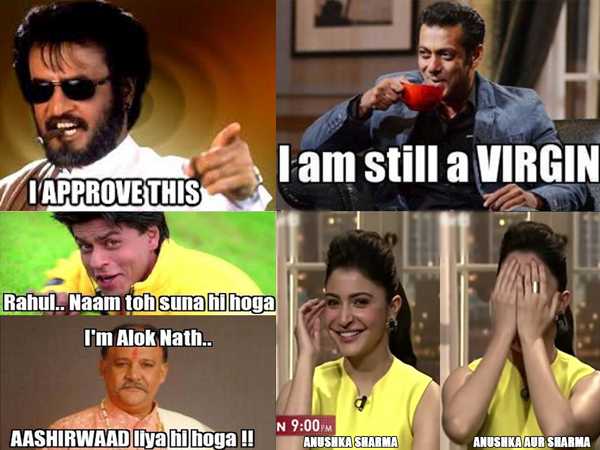 I APPROVE THIS
I am still a VIRGIN
Rahul.. Naam toh suna hi hoga
I'm Alok Nath..
AASHIRWAAD liya hi hoga !!
N 9:00 PM
ANUSHKA SHARMA
ANUSHKA AUR SHARMA